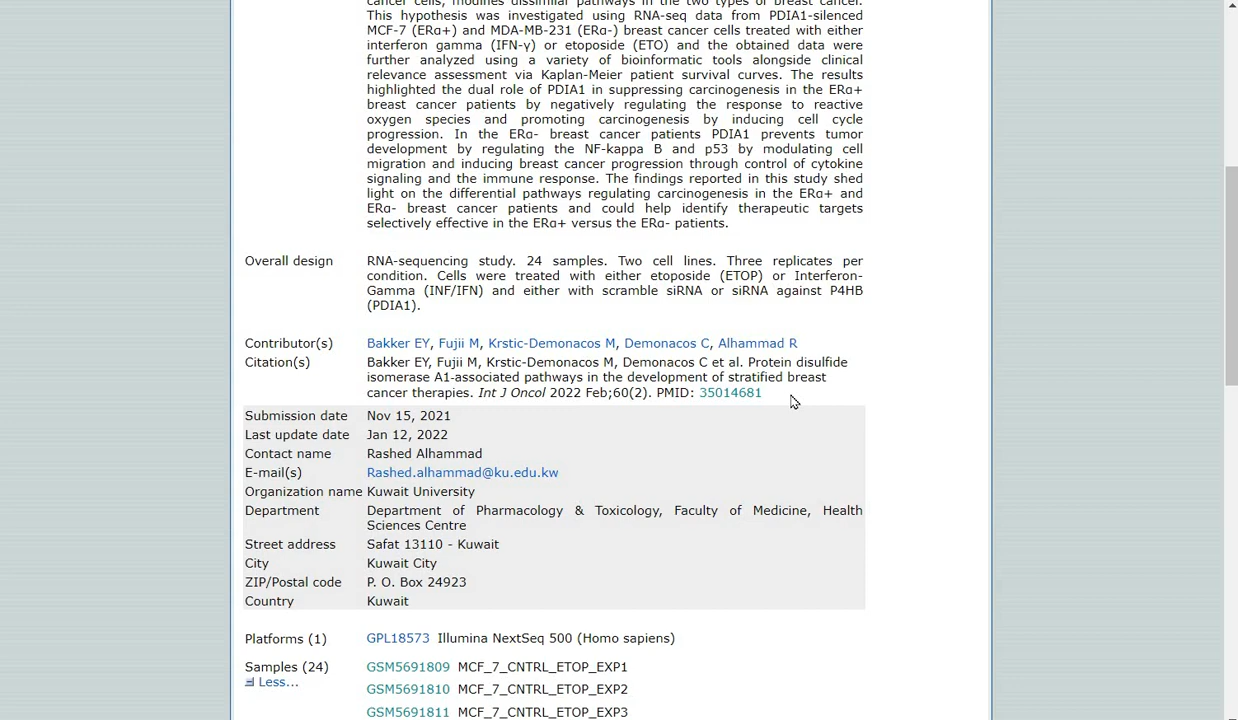 cancer cells, modifies dissimilar pathways in the two types of breast cancer.
This hypothesis was investigated using RNA-seq data from PDIA1-silenced
MCF-7 (ERα+) and MDA-MB-231 (ERα-) breast cancer cells treated with either
interferon gamma (IFN-γ) or etoposide (ETO) and the obtained data were
further analyzed using a variety of bioinformatic tools alongside clinical
relevance assessment via Kaplan-Meier patient survival curves. The results
highlighted the dual role of PDIA1 in suppressing carcinogenesis in the ERα+
breast cancer patients by negatively regulating the response to reactive
oxygen species and promoting carcinogenesis by inducing cell cycle
progression. In the ERα- breast cancer patients PDIA1 prevents tumor
development by regulating the NF-kappa B and p53 by modulating cell
migration and inducing breast cancer progression through control of cytokine
signaling and the immune response. The findings reported in this study shed
light on the differential pathways regulating carcinogenesis in the ERα+ and
ERα- breast cancer patients and could help identify therapeutic targets
selectively effective in the ERα+ versus the ERα- patients.
Overall design RNA-sequencing study. 24 samples. Two cell lines. Three replicates per
condition. Cells were treated with either etoposide (ETOP) or Interferon-
Gamma (INF/IFN) and either with scramble siRNA or siRNA against P4HB
(PDIA1).
Contributor(s) Bakker EY, Fujii M, Krstic-Demonacos M, Demonacos C, Alhammad R
Citation(s) Bakker EY, Fujii M, Krstic-Demonacos M, Demonacos C et al. Protein disulfide
isomerase A1‑associated pathways in the development of stratified breast
cancer therapies. Int J Oncol 2022 Feb;60(2). PMID: 35014681
Submission date Nov 15, 2021
Last update date Jan 12, 2022
Contact name Rashed Alhammad
E-mail(s) Rashed.alhammad@ku.edu.kw
Organization name Kuwait University
Department Department of Pharmacology & Toxicology, Faculty of Medicine, Health
Sciences Centre
Street address Safat 13110 - Kuwait
City Kuwait City
ZIP/Postal code P. O. Box 24923
Country Kuwait
Platforms (1) GPL18573 Illumina NextSeq 500 (Homo sapiens)
Samples (24) GSM5691809 MCF_7_CNTRL_ETOP_EXP1
Less...
GSM5691810 MCF_7_CNTRL_ETOP_EXP2
GSM5691811 MCF_7_CNTRL_ETOP_EXP3